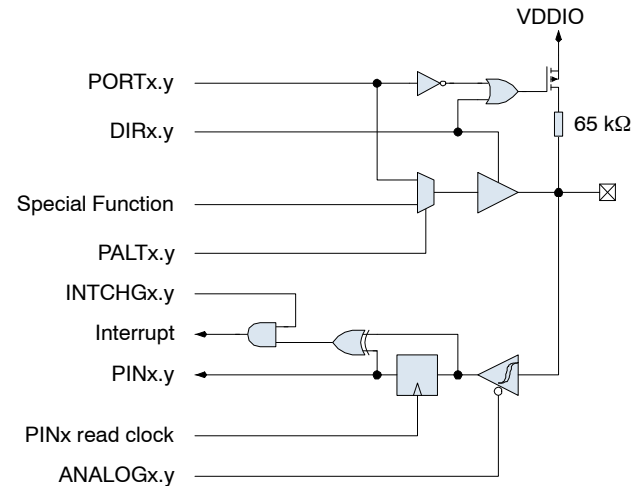 VDDIO
PORTx.y
DIRx.y
65 kΩ
Special Function
PALTx.y
INTCHGx.y
Interrupt
PINx.y
PINx read clock
ANALOGx.y